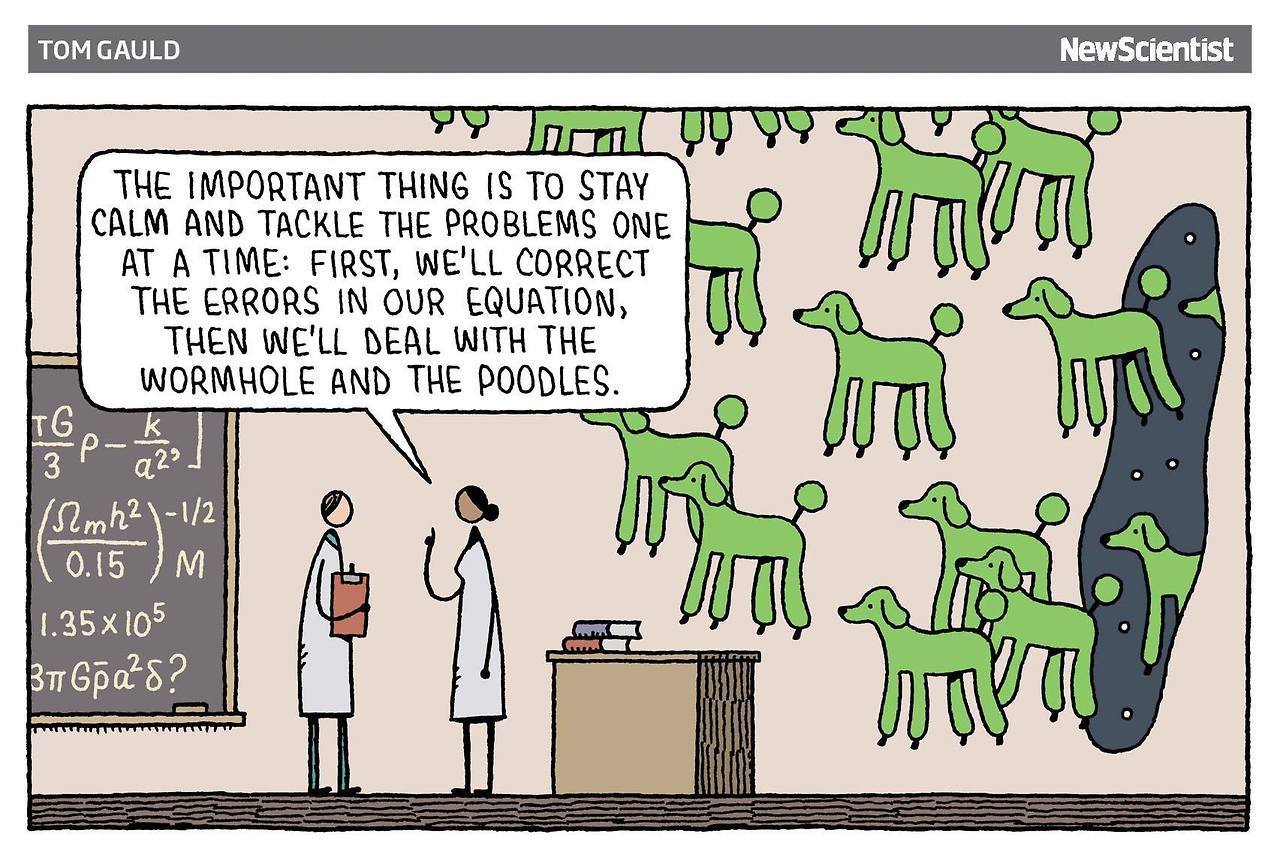 TOM GAULD
NewScientist
THE IMPORTANT THING IS TO STAY
CALM AND TACKLE THE PROBLEMS ONE
AT A TIME: FIRST, WE'LL CORRECT
THE ERRORS IN OUR EQUATION,
THEN WE'LL DEAL WITH THE
WORMHOLE AND THE POODLES.
πG/3 ρ − k/a², ]
(Ωmh²/0.15)^−1/2 M
1.35×10⁵
3πGρ̄a²δ?